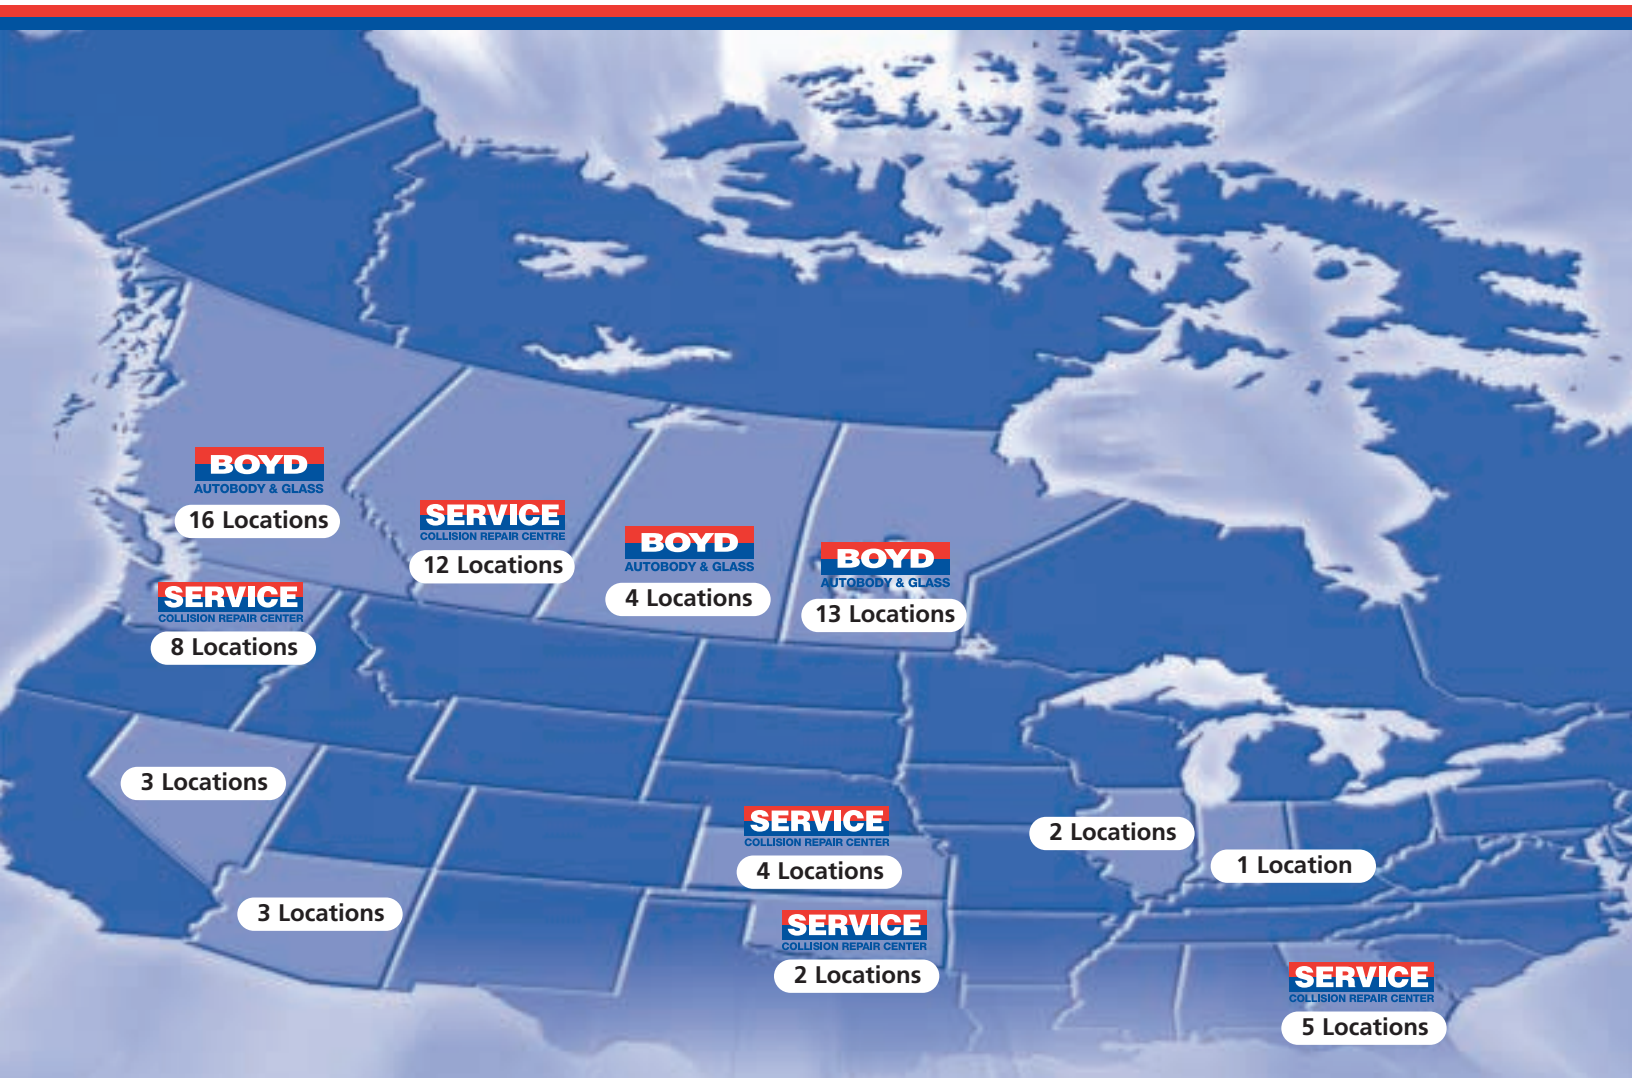 BOYD
AUTOBODY & GLASS
16 Locations
SERVICE
COLLISION REPAIR CENTRE
12 Locations
BOYD
AUTOBODY & GLASS
4 Locations
BOYD
AUTOBODY & GLASS
13 Locations
SERVICE
COLLISION REPAIR CENTER
8 Locations
3 Locations
3 Locations
SERVICE
COLLISION REPAIR CENTER
4 Locations
SERVICE
COLLISION REPAIR CENTER
2 Locations
2 Locations
1 Location
SERVICE
COLLISION REPAIR CENTER
5 Locations